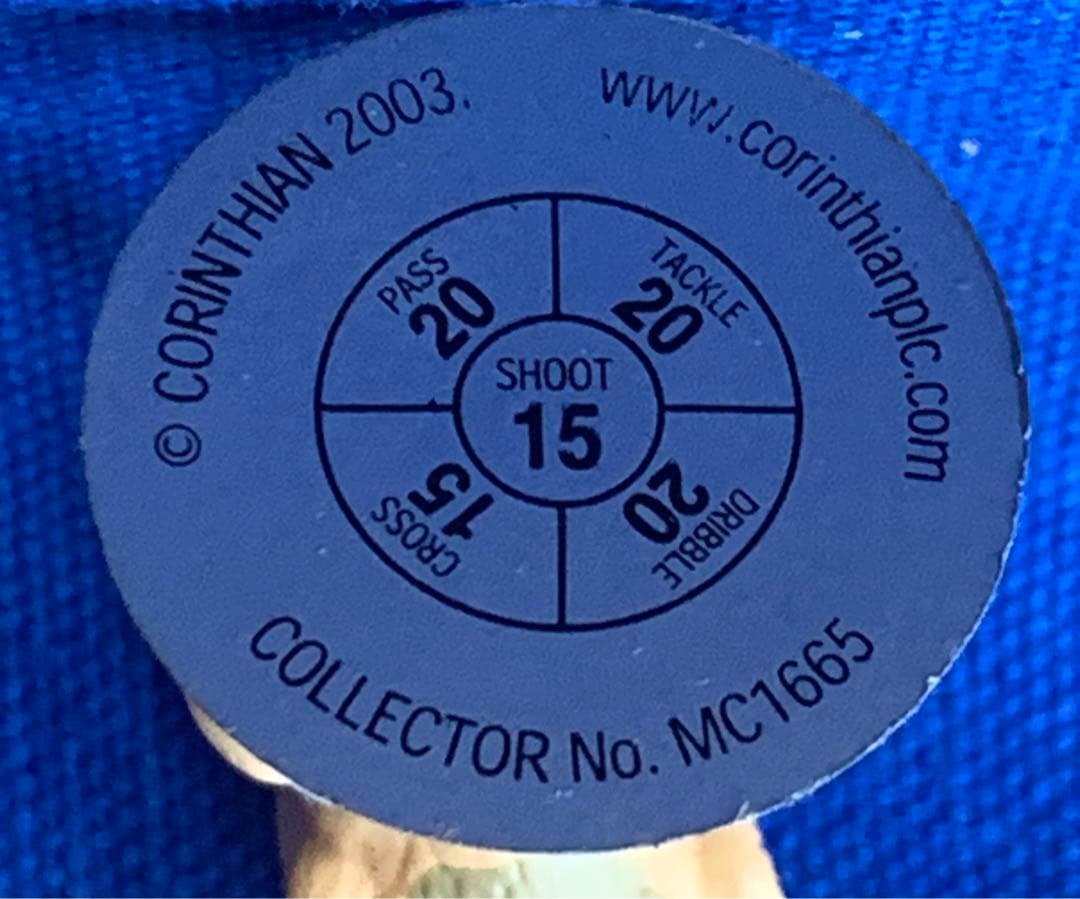 © CORINTHIAN 2003.
www.corinthianplc.com
PASS
20
TACKLE
20
SHOOT
15
CROSS
15
DRIBBLE
20
COLLECTOR No. MC1665